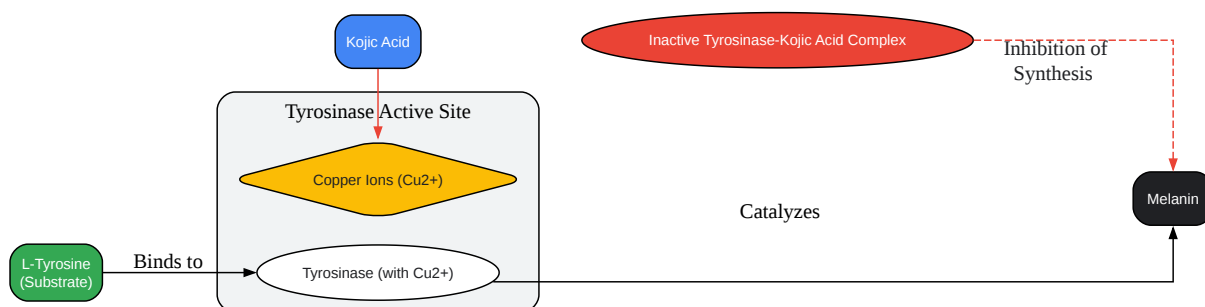 Kojic Acid
Inactive Tyrosinase-Kojic Acid Complex
Inhibition of
Synthesis
Tyrosinase Active Site
Copper Ions (Cu2+)
Melanin
Catalyzes
L-Tyrosine
(Substrate)
Binds to
Tyrosinase (with Cu2+)